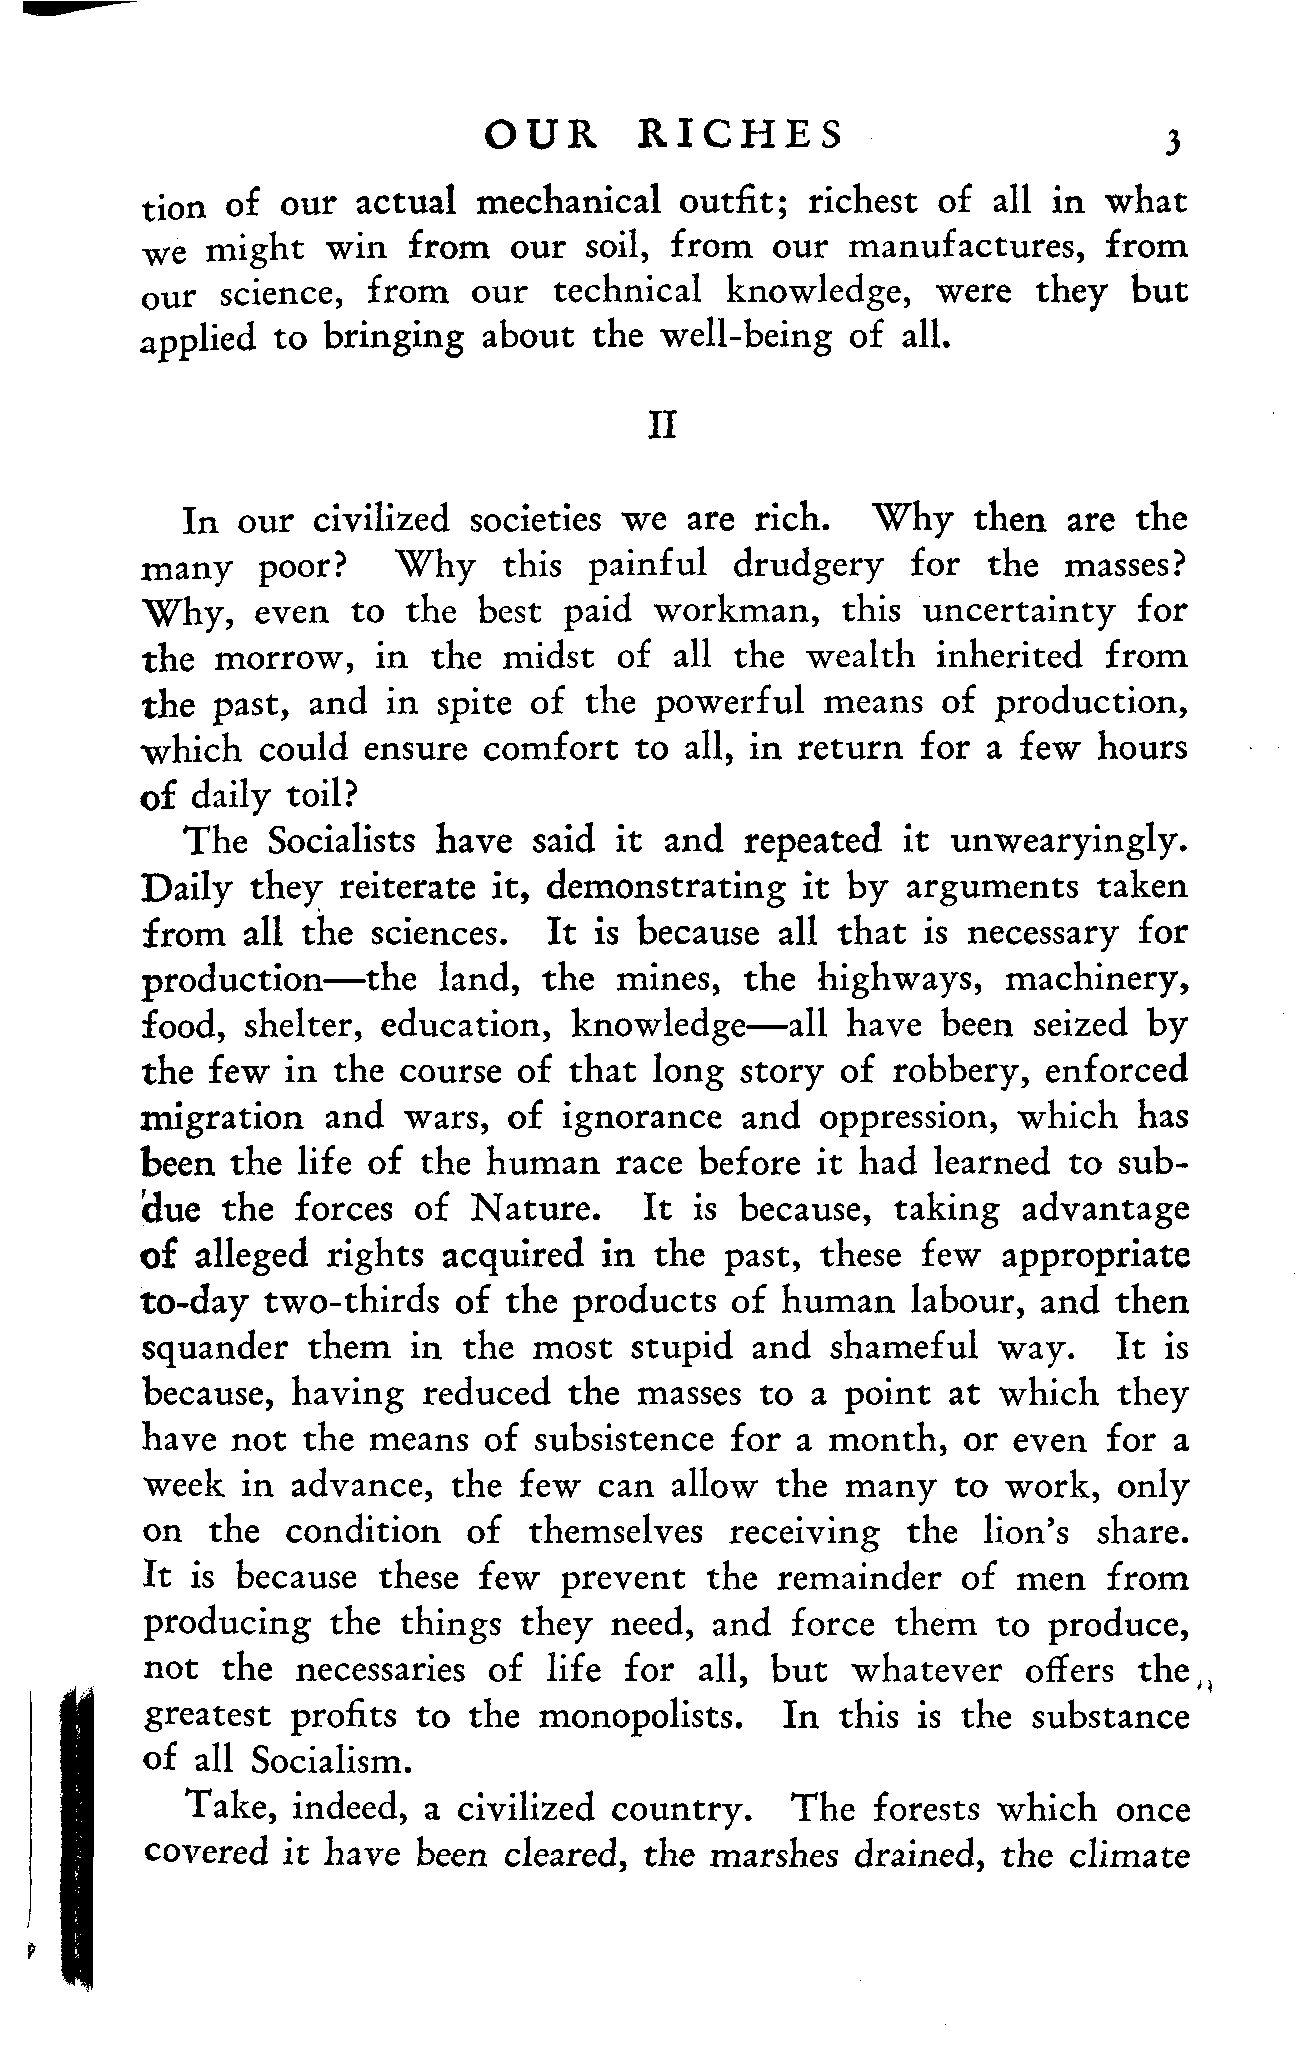 OUR RICHES 3
tion of our actual mechanical outfit; richest of all in what
we might win from our soil, from our manufactures, from
our science, from our technical knowledge, were they but
applied to bringing about the well-being of all.
II
In our civilized societies we are rich. Why then are the
many poor? Why this painful drudgery for the masses?
Why, even to the best paid workman, this uncertainty for
the morrow, in the midst of all the wealth inherited from
the past, and in spite of the powerful means of production,
which could ensure comfort to all, in return for a few hours
of daily toil?
The Socialists have said it and repeated it unwearyingly.
Daily they reiterate it, demonstrating it by arguments taken
from all the sciences. It is because all that is necessary for
production—the land, the mines, the highways, machinery,
food, shelter, education, knowledge—all have been seized by
the few in the course of that long story of robbery, enforced
migration and wars, of ignorance and oppression, which has
been the life of the human race before it had learned to sub-
due the forces of Nature. It is because, taking advantage
of alleged rights acquired in the past, these few appropriate
to-day two-thirds of the products of human labour, and then
squander them in the most stupid and shameful way. It is
because, having reduced the masses to a point at which they
have not the means of subsistence for a month, or even for a
week in advance, the few can allow the many to work, only
on the condition of themselves receiving the lion's share.
It is because these few prevent the remainder of men from
producing the things they need, and force them to produce,
not the necessaries of life for all, but whatever offers the
greatest profits to the monopolists. In this is the substance
of all Socialism.
Take, indeed, a civilized country. The forests which once
covered it have been cleared, the marshes drained, the climate